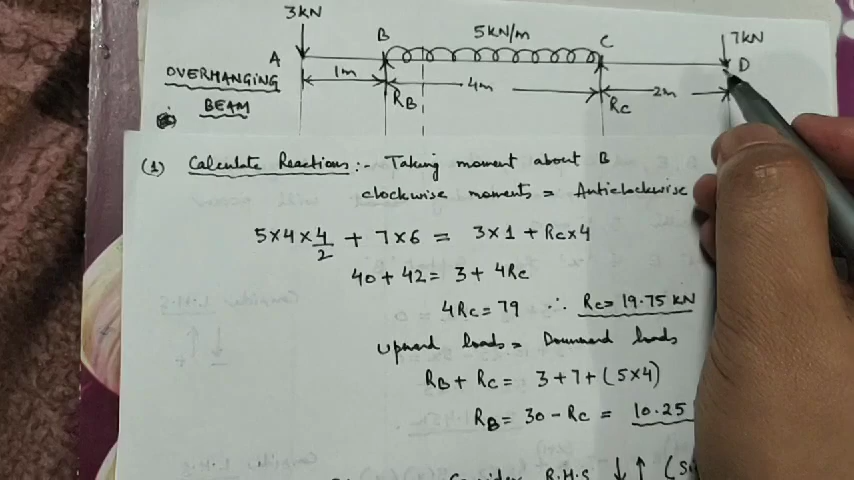 3kN
5kN/m
7kN
A
B
C
D
OVERHANGING
BEAM
1m
4m
2m
RB
RC
(i)
(1) Calculate Reactions :- Taking moment about B
clockwise moments = Anticlockwise
5×4×4/2 + 7×6 = 3×1 + Rc×4
40 + 42 = 3 + 4Rc
4Rc = 79 ∴ Rc = 19.75 KN
upward loads = Downward loads
RB + Rc = 3 + 7 + (5×4)
RB = 30 - Rc = 10.25
Consider R.H.S ↓ ↑